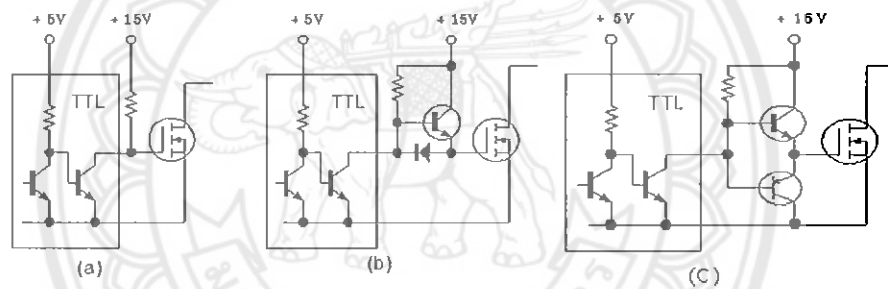 + 5V
+ 15V
TTL
(a)
+ 5V
+ 15V
TTL
(b)
+ 5V
+ 15V
TTL
(C)